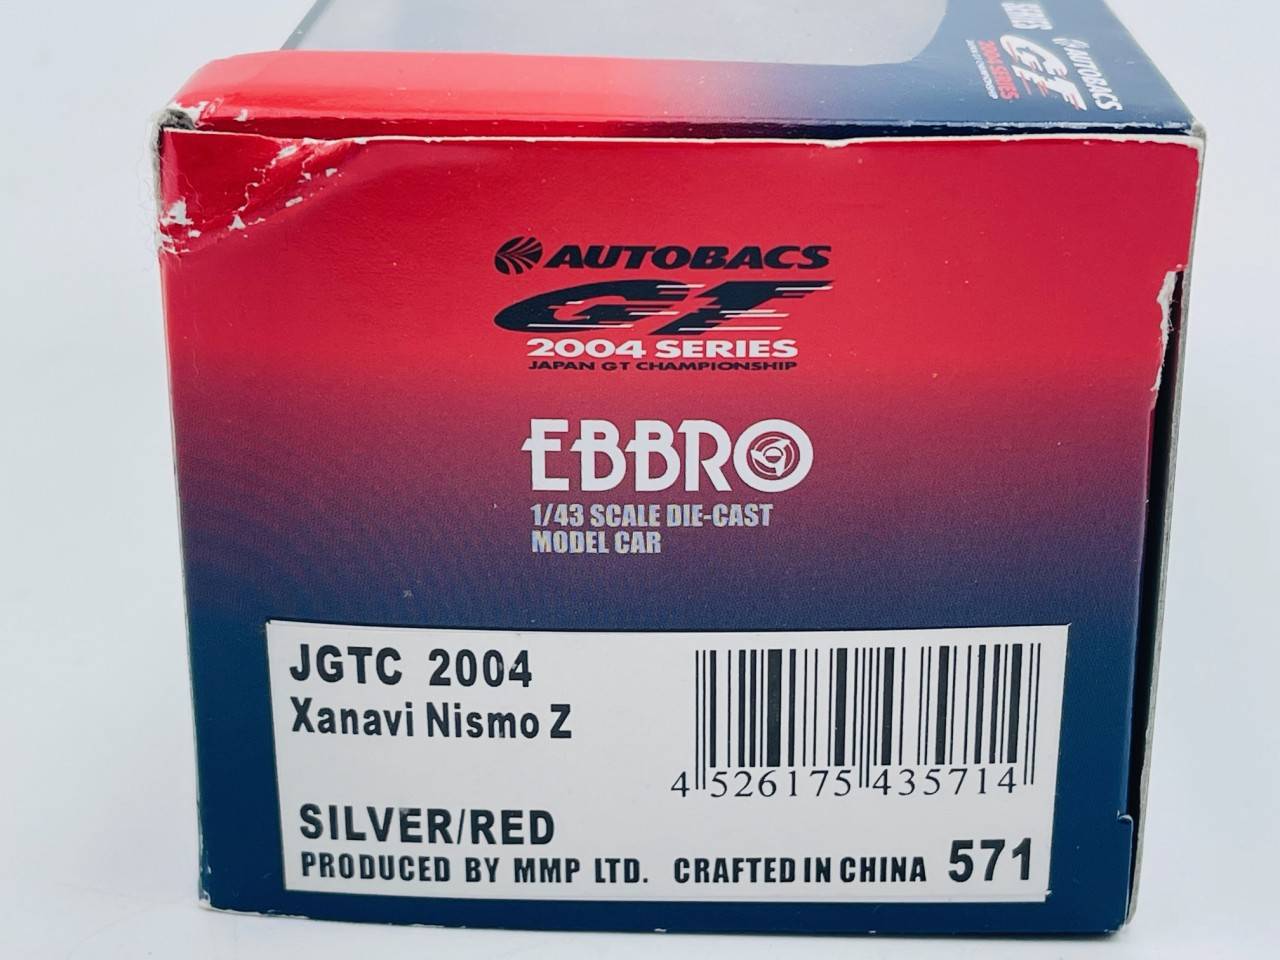 SERIES
AUTOBACS
GT
2004 SERIES
AUTOBACS
GT
2004 SERIES
JAPAN GT CHAMPIONSHIP
EBBRO
1/43 SCALE DIE-CAST
MODEL CAR
JGTC 2004
Xanavi Nismo Z
4 526175 435714
SILVER/RED
PRODUCED BY MMP LTD. CRAFTED IN CHINA 571